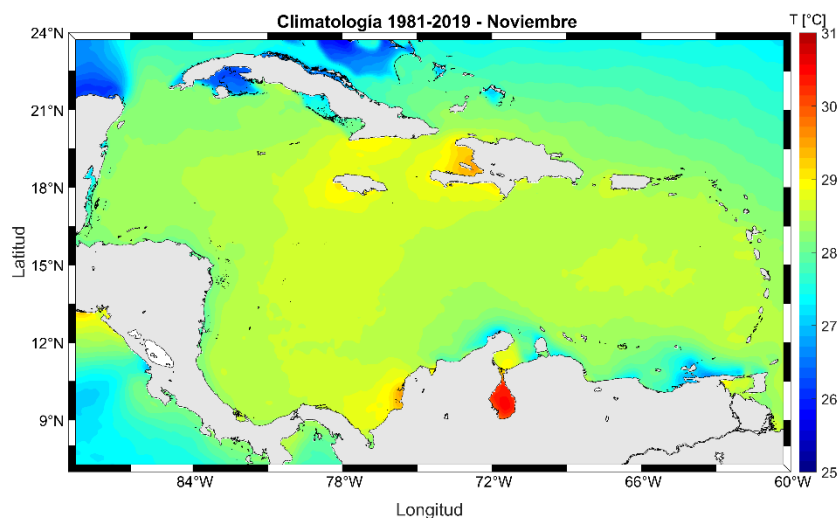 Climatología 1981-2019 - Noviembre
T [°C]
24°N
21°N
18°N
15°N
12°N
9°N
Latitud
84°W
78°W
72°W
66°W
60°W
Longitud
31
30
29
28
27
26
25